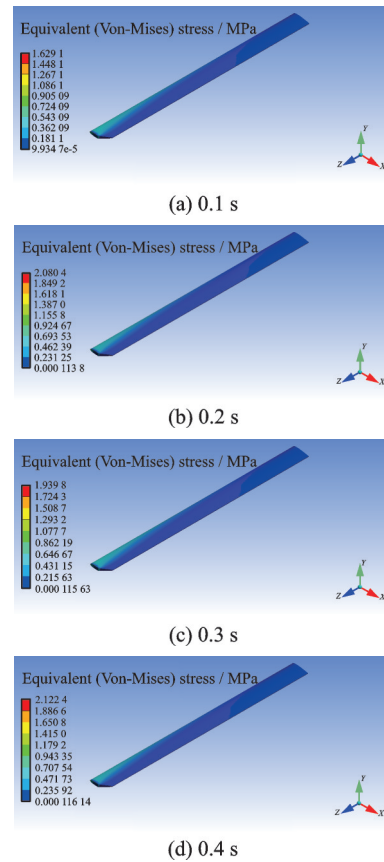 Equivalent (Von-Mises) stress / MPa
1.629 1
1.448 1
1.267 1
1.086 1
0.905 09
0.724 09
0.543 09
0.362 09
0.181 1
9.934 7e-5
Y
Z
X
(a) 0.1 s
Equivalent (Von-Mises) stress / MPa
2.080 4
1.849 2
1.618 1
1.387 0
1.155 8
0.924 67
0.693 53
0.462 39
0.231 25
0.000 113 8
Y
Z
X
(b) 0.2 s
Equivalent (Von-Mises) stress / MPa
1.939 8
1.724 3
1.508 7
1.293 2
1.077 7
0.862 19
0.646 67
0.431 15
0.215 63
0.000 115 63
Y
Z
X
(c) 0.3 s
Equivalent (Von-Mises) stress / MPa
2.122 4
1.886 6
1.650 8
1.415 0
1.179 2
0.943 35
0.707 54
0.471 73
0.235 92
0.000 116 14
Y
Z
X
(d) 0.4 s